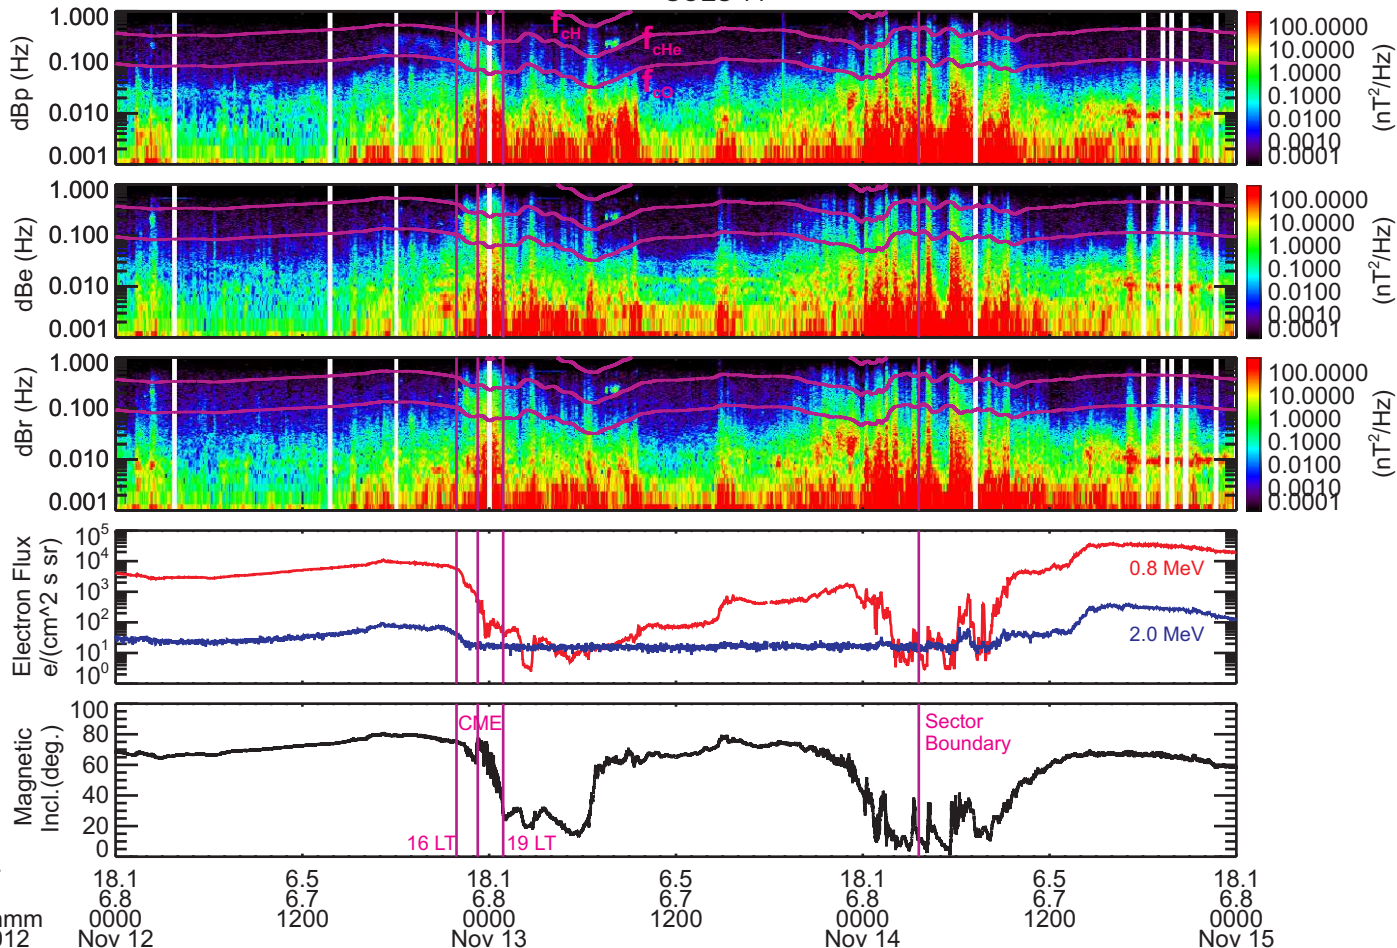 1.000
0.100
0.010
0.001
dBp (Hz)
fcH
fcHe
fcO
100.0000
10.0000
1.0000
0.1000
0.0100
0.0010
0.0001
(nT²/Hz)
1.000
0.100
0.010
0.001
dBe (Hz)
100.0000
10.0000
1.0000
0.1000
0.0100
0.0010
0.0001
(nT²/Hz)
1.000
0.100
0.010
0.001
dBr (Hz)
100.0000
10.0000
1.0000
0.1000
0.0100
0.0010
0.0001
(nT²/Hz)
10⁵
10⁴
10³
10²
10¹
10⁰
Electron Flux
e/(cm^2 s sr)
0.8 MeV
2.0 MeV
100
80
60
40
20
0
Magnetic
Incl.(deg.)
CME
Sector
Boundary
16 LT
19 LT
18.1 6.5 18.1 6.5 18.1 6.5 18.1
6.8 6.7 6.8 6.7 6.8 6.7 6.8
0000 1200 0000 1200 0000 1200 0000
Nov 12 Nov 13 Nov 14 Nov 15